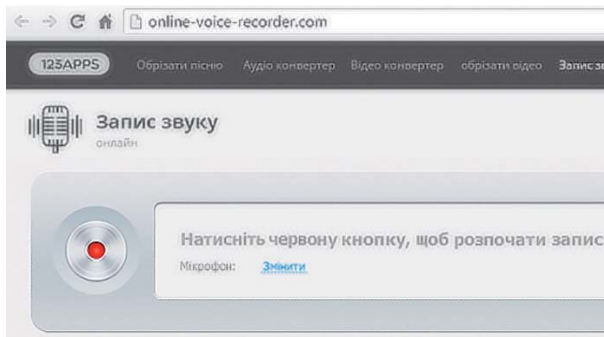 online-voice-recorder.com
123APPS Обрізати пісню Аудіо конвертер Відео конвертер обрізати відео Запис зв
Запис звуку
онлайн
Натисніть червону кнопку, щоб розпочати запис
Мікрофон: Змінити